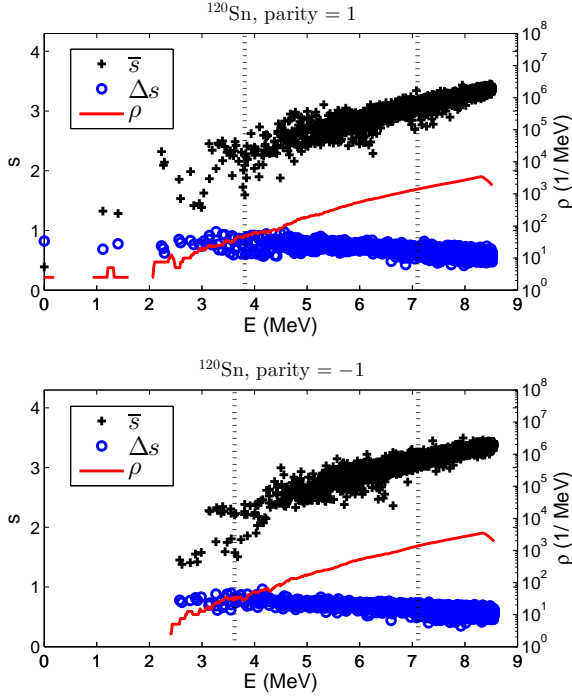 ¹²⁰Sn, parity = 1
s̅
Δs
ρ
s
4
3
2
1
0
10⁸
10⁷
10⁶
10⁵
10⁴
10³
10²
10¹
10⁰
ρ (1/ MeV)
0 1 2 3 4 5 6 7 8 9
E (MeV)
¹²⁰Sn, parity = −1
s̅
Δs
ρ
s
4
3
2
1
0
10⁸
10⁷
10⁶
10⁵
10⁴
10³
10²
10¹
10⁰
ρ (1/ MeV)
0 1 2 3 4 5 6 7 8 9
E (MeV)